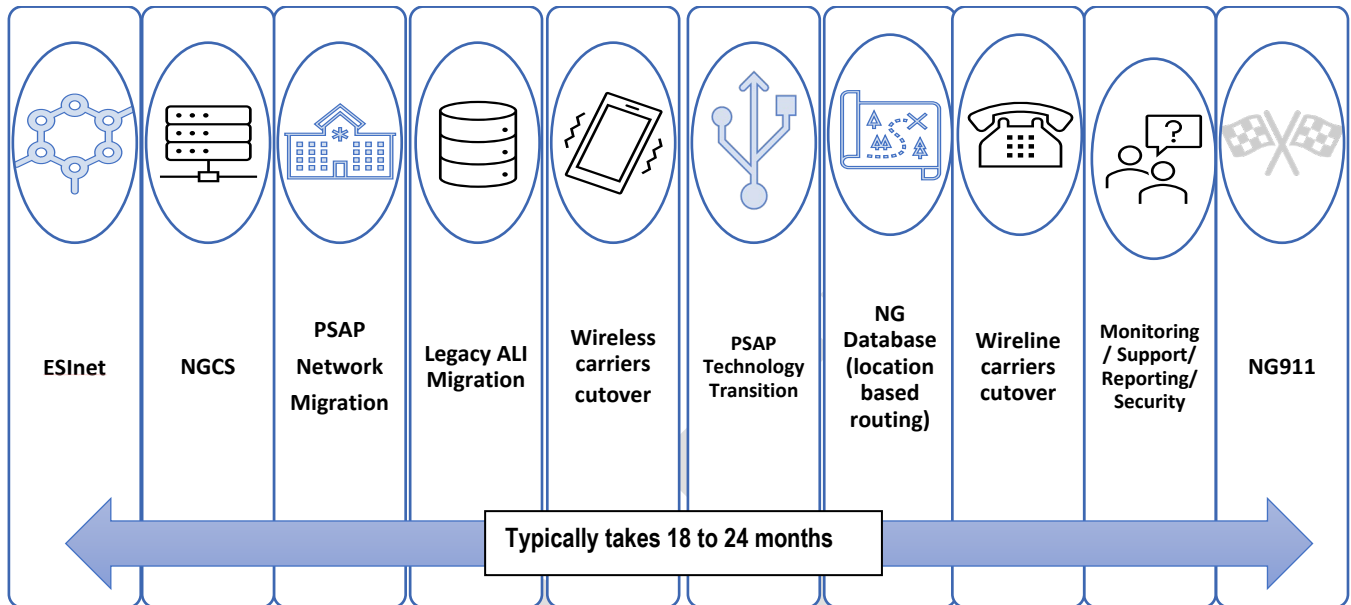 ESInet
NGCS
PSAP
Network
Migration
Legacy ALI
Migration
Wireless
carriers
cutover
PSAP
Technology
Transition
NG
Database
(location
based
routing)
Wireline
carriers
cutover
Monitoring
/ Support/
Reporting/
Security
NG911
?
Typically takes 18 to 24 months